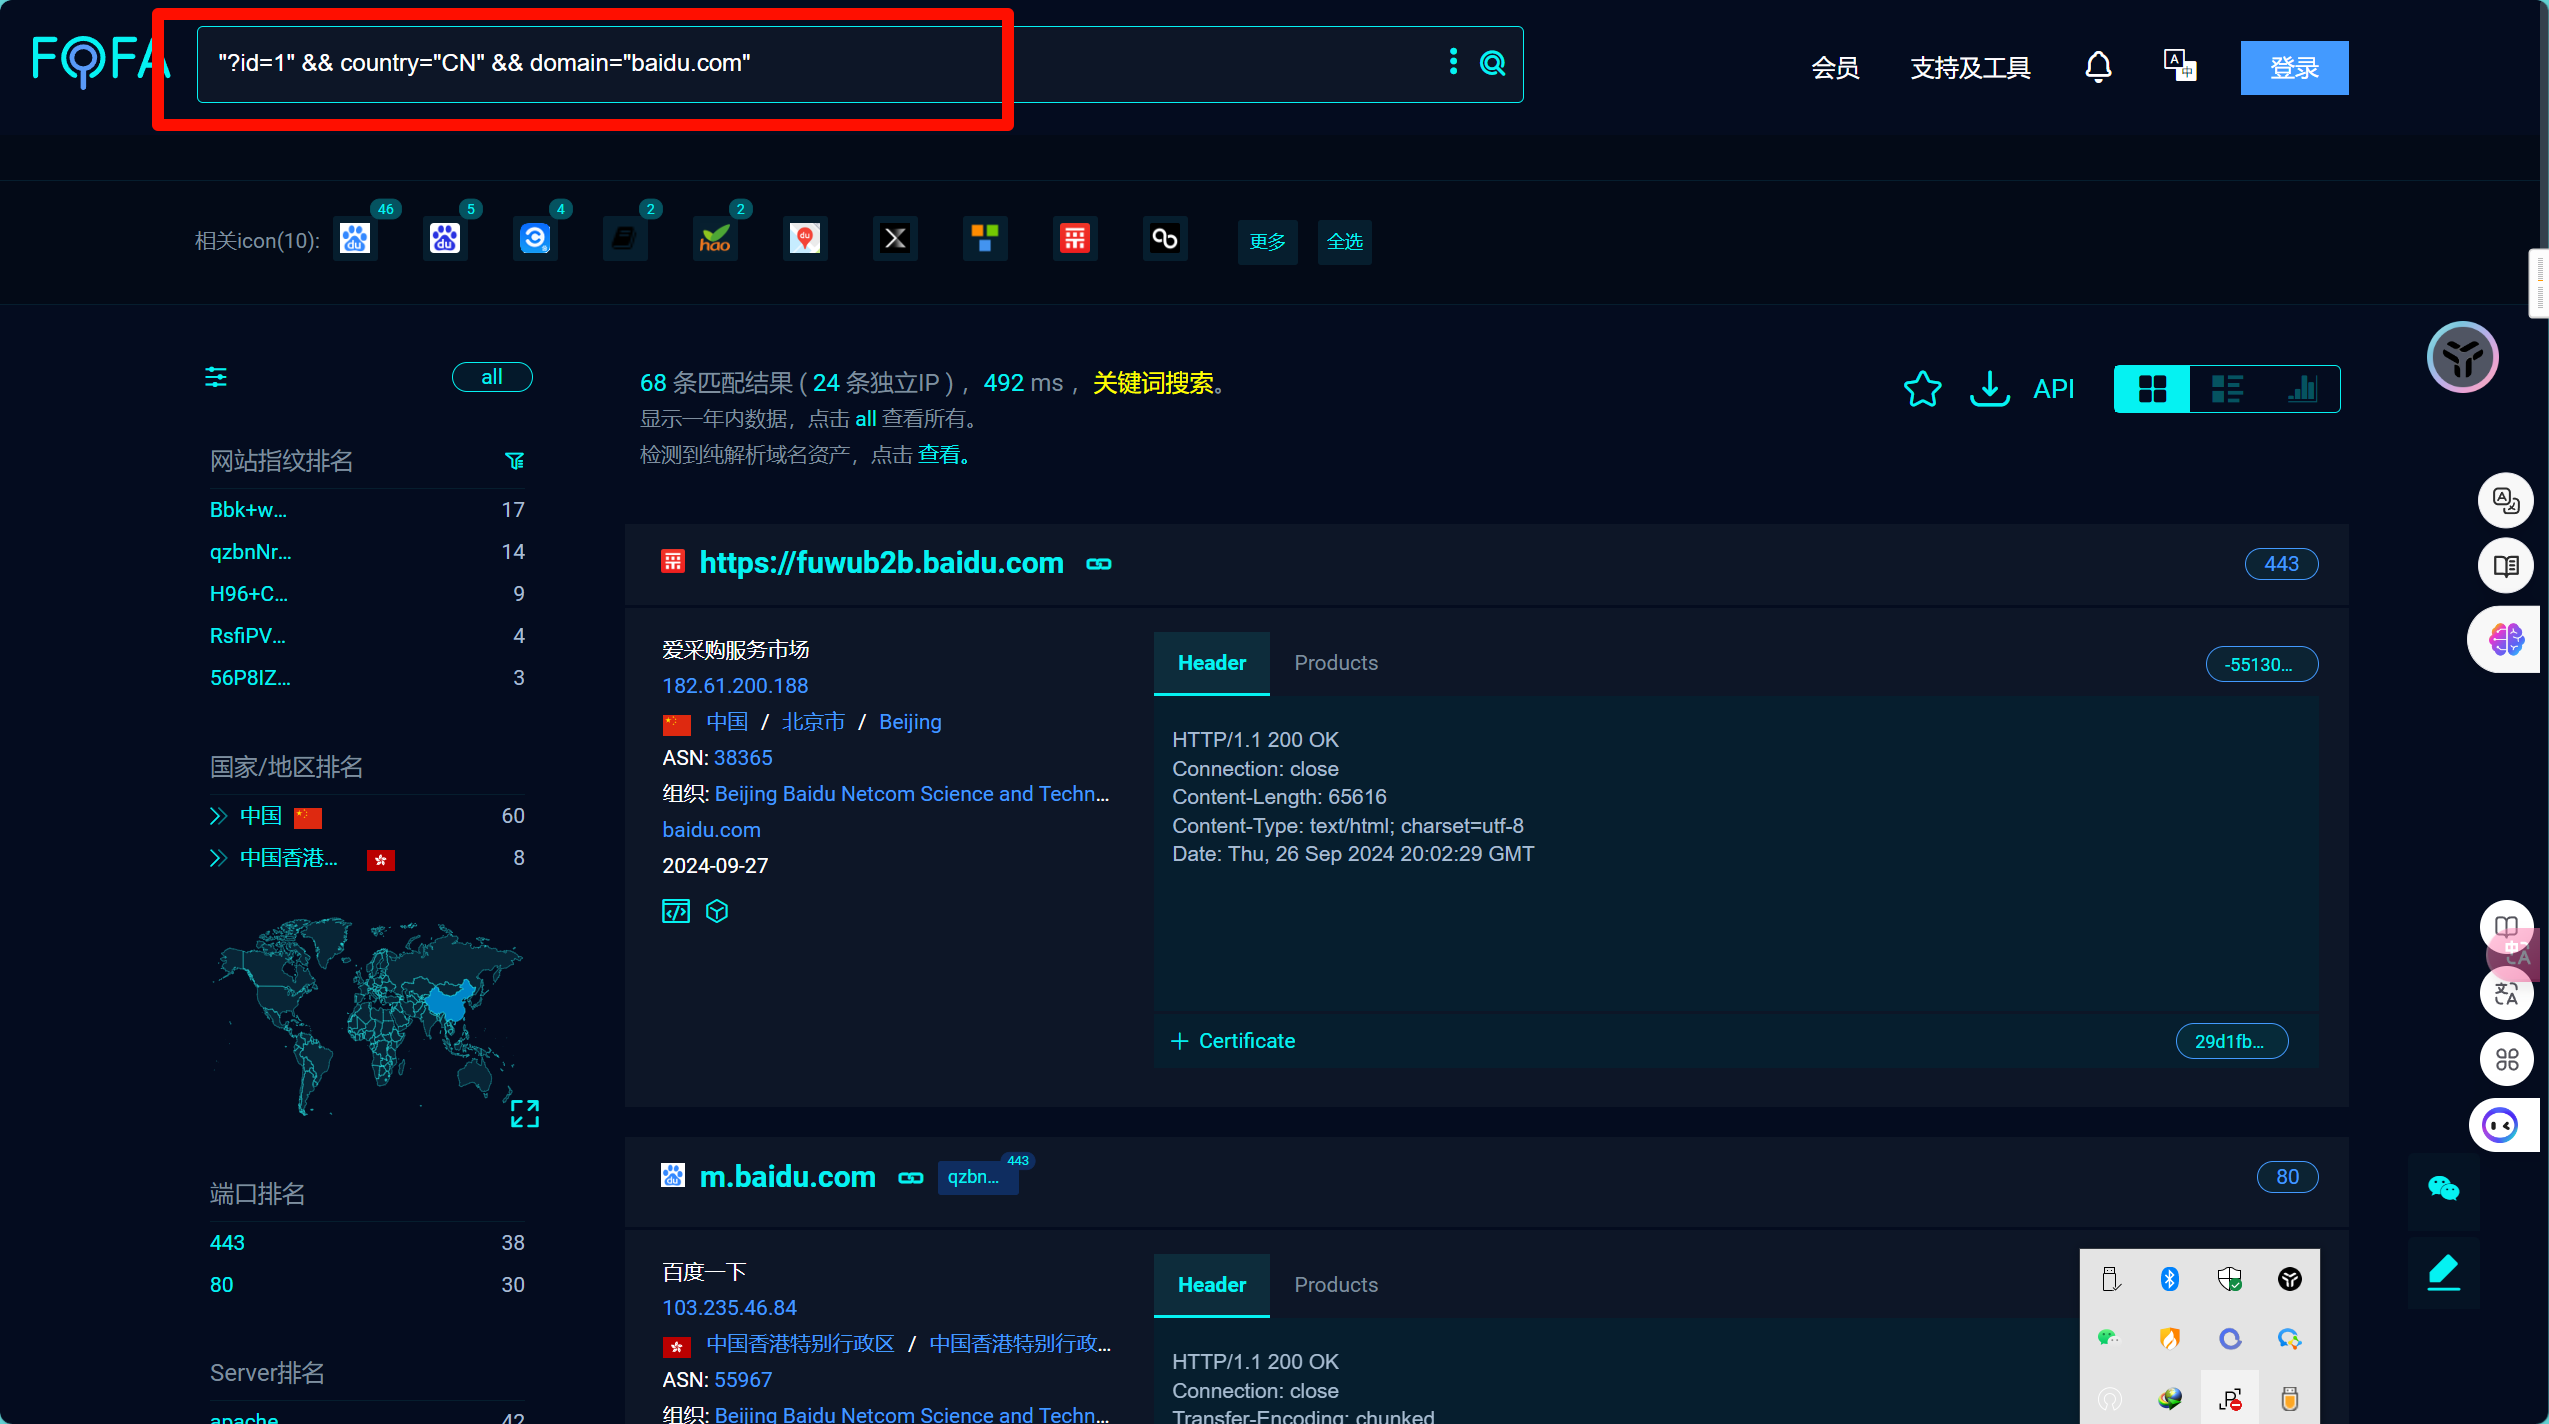 FOFA
"?id=1" && country="CN" && domain="baidu.com"
会员
支持及工具
登录
相关icon(10):
46
5
4
2
2
更多
全选
all
68 条匹配结果 ( 24 条独立IP ) ，492 ms ，关键词搜索。
显示一年内数据，点击 all 查看所有。
检测到纯解析域名资产，点击 查看。
API
网站指纹排名
Bbk+w... 17
qzbnNr... 14
H96+C... 9
RsfiPV... 4
56P8IZ... 3
国家/地区排名
中国 60
中国香港... 8
端口排名
443 38
80 30
Server排名
apache 42
https://fuwub2b.baidu.com
443
爱采购服务市场
182.61.200.188
中国 / 北京市 / Beijing
ASN: 38365
组织: Beijing Baidu Netcom Science and Techn...
baidu.com
2024-09-27
Header
Products
-55130...
HTTP/1.1 200 OK
Connection: close
Content-Length: 65616
Content-Type: text/html; charset=utf-8
Date: Thu, 26 Sep 2024 20:02:29 GMT
+ Certificate
29d1fb...
m.baidu.com
qzbn...
443
80
百度一下
103.235.46.84
中国香港特别行政区 / 中国香港特别行政...
ASN: 55967
组织: Beijing Baidu Netcom Science and Techn...
Header
Products
HTTP/1.1 200 OK
Connection: close
Transfer-Encoding: chunked